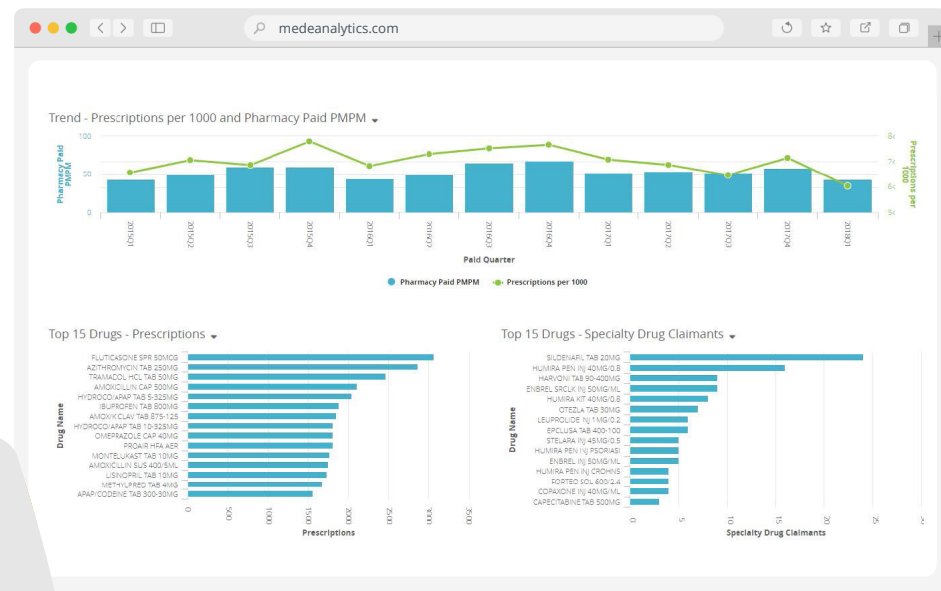 medeanalytics.com
Trend - Prescriptions per 1000 and Pharmacy Paid PMPM
100
50
0
Pharmacy Paid
PMPM
8k
7k
6k
5k
Prescriptions per
1000
2015Q1
2015Q2
2015Q3
2015Q4
2016Q1
2016Q2
2016Q3
2016Q4
2017Q1
2017Q2
2017Q3
2017Q4
2018Q1
Paid Quarter
Pharmacy Paid PMPM
Prescriptions per 1000
Top 15 Drugs - Prescriptions
Drug Name
FLUTICASONE SPR 50MCG
AZITHROMYCIN TAB 250MG
TRAMADOL HCL TAB 50MG
AMOXICILLIN CAP 500MG
HYDROCO/APAP TAB 5-325MG
IBUPROFEN TAB 800MG
AMOX/K CLAV TAB 875-125
HYDROCO/APAP TAB 10-325MG
OMEPRAZOLE CAP 40MG
PROAIR HFA AER
MONTELUKAST TAB 10MG
AMOXICILLIN SUS 400/5ML
LISINOPRIL TAB 10MG
METHYLPRED TAB 4MG
APAP/CODEINE TAB 300-30MG
0
500
1000
1500
2000
2500
3000
3500
Prescriptions
Top 15 Drugs - Specialty Drug Claimants
Drug Name
SILDENAFIL TAB 20MG
HUMIRA PEN INJ 40MG/0.8
HARVONI TAB 90-400MG
ENBREL SRCLK INJ 50MG/ML
HUMIRA KIT 40MG/0.8
OTEZLA TAB 30MG
LEUPROLIDE INJ 1MG/0.2
EPCLUSA TAB 400-100
STELARA INJ 45MG/0.5
HUMIRA PEN INJ PSORIASI
ENBREL INJ 50MG/ML
HUMIRA PEN INJ CROHNS
FORTEO SOL 600/2.4
COPAXONE INJ 40MG/ML
CAPECITABINE TAB 500MG
0
5
10
15
20
25
Specialty Drug Claimants